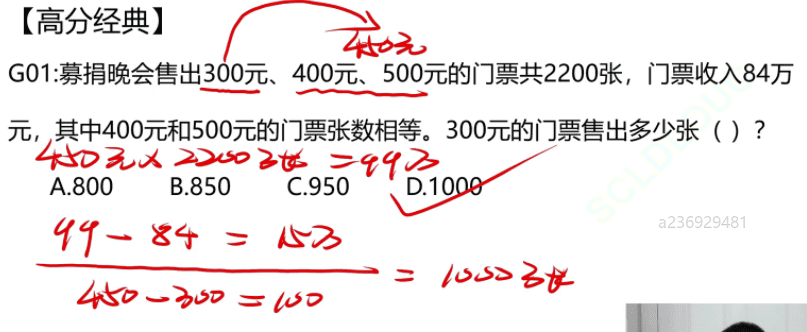 【高分经典】
450元
G01:募捐晚会售出300元、400元、500元的门票共2200张，门票收入84万
元，其中400元和500元的门票张数相等。300元的门票售出多少张（ ）？
450元×2200张=99万
A.800 B.850 C.950 D.1000
a236929481
99-84=15万
450-300=100
=1000张